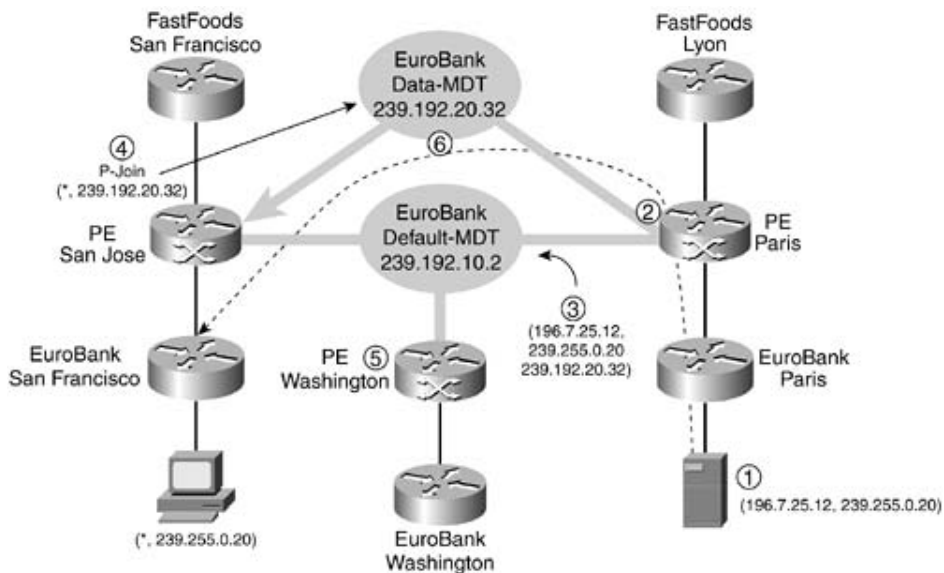 FastFoods
San Francisco
EuroBank
Data-MDT
239.192.20.32
FastFoods
Lyon
④
P-Join
(*, 239.192.20.32)
⑥
PE
San Jose
EuroBank
Default-MDT
239.192.10.2
②
PE
Paris
③
(196.7.25.12,
239.255.0.20
239.192.20.32)
EuroBank
San Francisco
PE
Washington
⑤
EuroBank
Paris
①
(196.7.25.12, 239.255.0.20)
(*, 239.255.0.20)
EuroBank
Washington